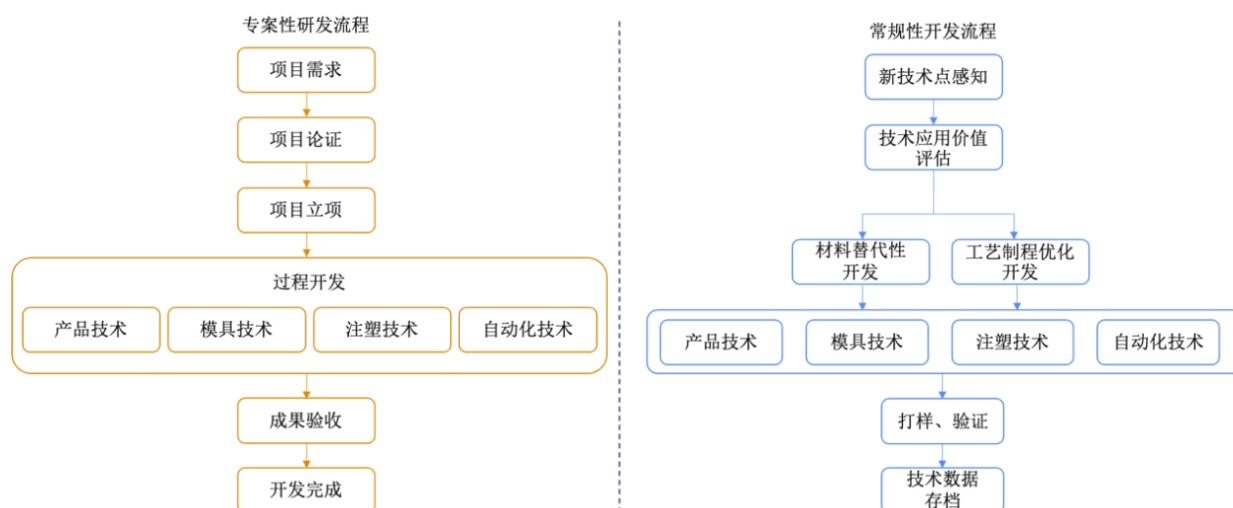 专案性研发流程
项目需求
项目论证
项目立项
过程开发
产品技术
模具技术
注塑技术
自动化技术
成果验收
开发完成
常规性开发流程
新技术点感知
技术应用价值
评估
材料替代性
开发
工艺制程优化
开发
产品技术
模具技术
注塑技术
自动化技术
打样、验证
技术数据
存档